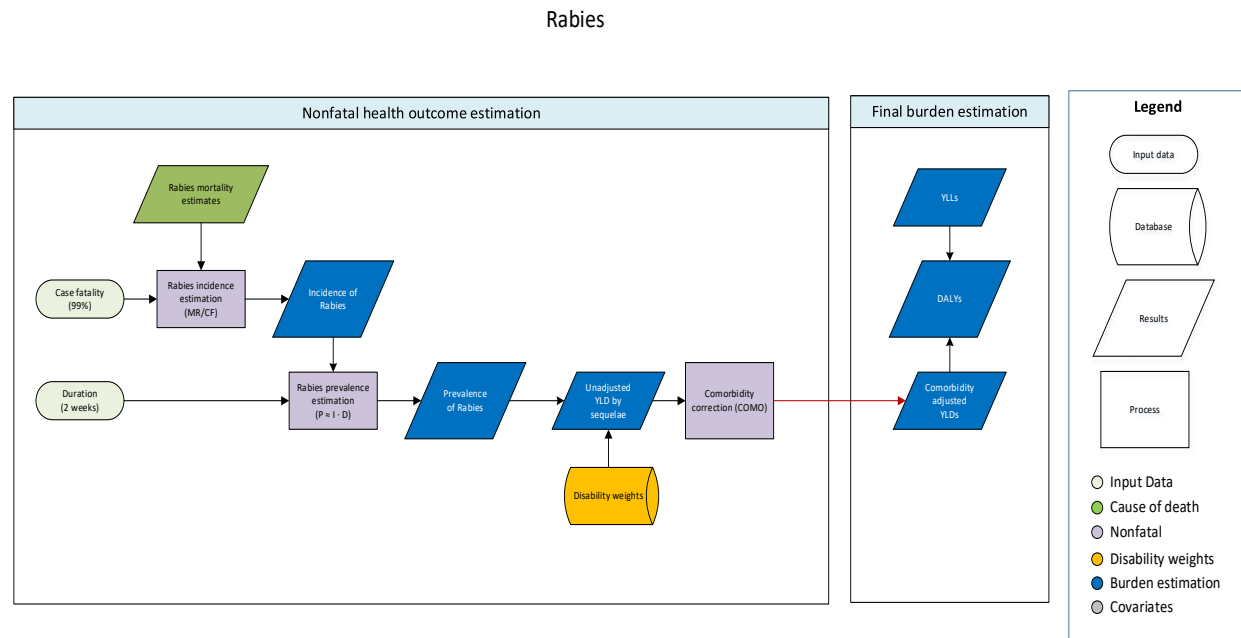 Rabies
Nonfatal health outcome estimation
Rabies mortality
estimates
Case fatality
(99%)
Rabies incidence
estimation
(MR/CF)
Incidence of
Rabies
Duration
(2 weeks)
Rabies prevalence
estimation
(P ≈ I · D)
Prevalence
of Rabies
Unadjusted
YLD by
sequelae
Comorbidity
correction (COMO)
Disability weights
Final burden estimation
YLLs
DALYs
Comorbidity
adjusted
YLDs
Legend
Input data
Database
Results
Process
Input Data
Cause of death
Nonfatal
Disability weights
Burden estimation
Covariates